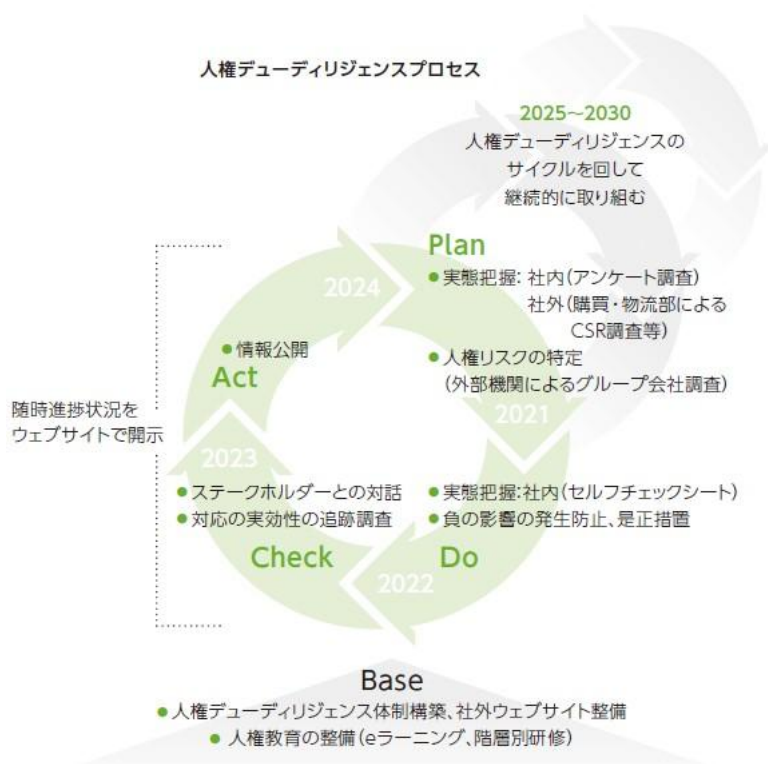 人権デューディリジェンスプロセス
2025～2030
人権デューディリジェンスの
サイクルを回して
継続的に取り組む
Plan
●実態把握: 社内(アンケート調査)
社外(購買・物流部による
CSR調査等)
●人権リスクの特定
(外部機関によるグループ会社調査)
2024
●情報公開
Act
随時進捗状況を
ウェブサイトで開示
2021
2023
●ステークホルダーとの対話
●対応の実効性の追跡調査
Check
●実態把握:社内(セルフチェックシート)
●負の影響の発生防止、是正措置
Do
2022
Base
●人権デューディリジェンス体制構築、社外ウェブサイト整備
●人権教育の整備(eラーニング、階層別研修)